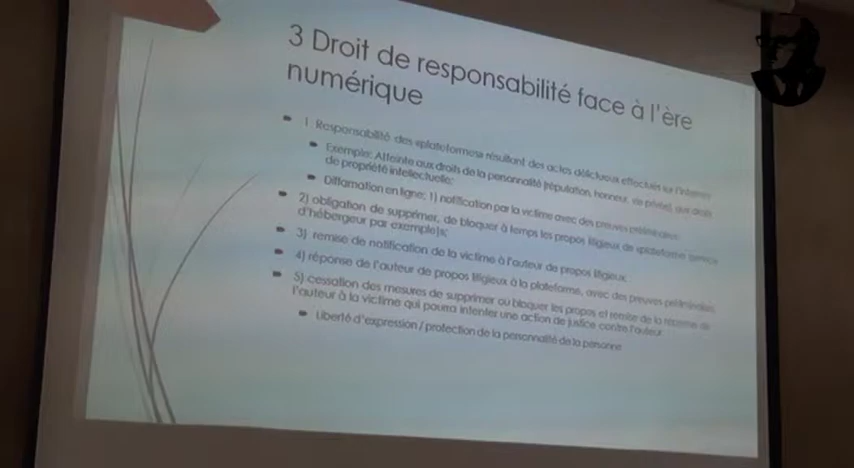 3 Droit de responsabilité face à l'ère
numérique
1. Responsabilité des «plateformes» résultant des actes délictueux effectués sur l'internet
Exemple: Atteinte aux droits de la personnalité (réputation, honneur, vie privée), aux droits
de propriété intellectuelle;
Diffamation en ligne; 1) notification par la victime avec des preuves préliminaires;
2) obligation de supprimer, de bloquer à temps les propos litigieux de «plateforme (service
d'hébergeur par exemple)»;
3) remise de notification de la victime à l'auteur de propos litigieux;
4) réponse de l'auteur de propos litigieux à la plateforme, avec des preuves préliminaires
5) cessation des mesures de supprimer ou bloquer les propos et remise de la réponse de
l'auteur à la victime qui pourra intenter une action de justice contre l'auteur.
Liberté d'expression / protection de la personnalité de la personne